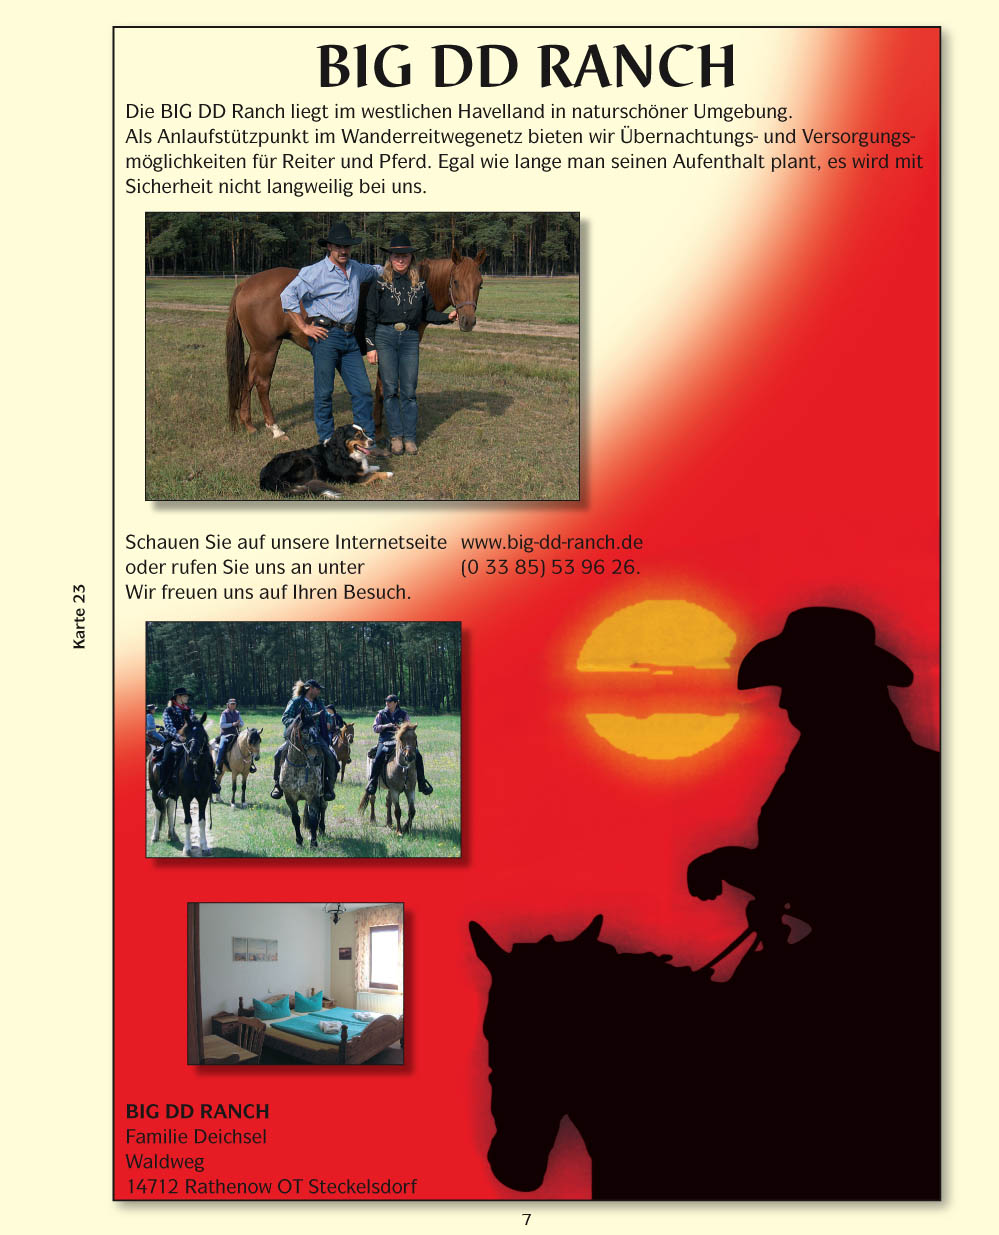 BIG DD RANCH
Die BIG DD Ranch liegt im westlichen Havelland in naturschöner Umgebung.
Als Anlaufstützpunkt im Wanderreitwegenetz bieten wir Übernachtungs- und Versorgungs-
möglichkeiten für Reiter und Pferd. Egal wie lange man seinen Aufenthalt plant, es wird mit
Sicherheit nicht langweilig bei uns.
Schauen Sie auf unsere Internetseite www.big-dd-ranch.de
oder rufen Sie uns an unter (0 33 85) 53 96 26.
Wir freuen uns auf Ihren Besuch.
Karte 23
BIG DD RANCH
Familie Deichsel
Waldweg
14712 Rathenow OT Steckelsdorf
7